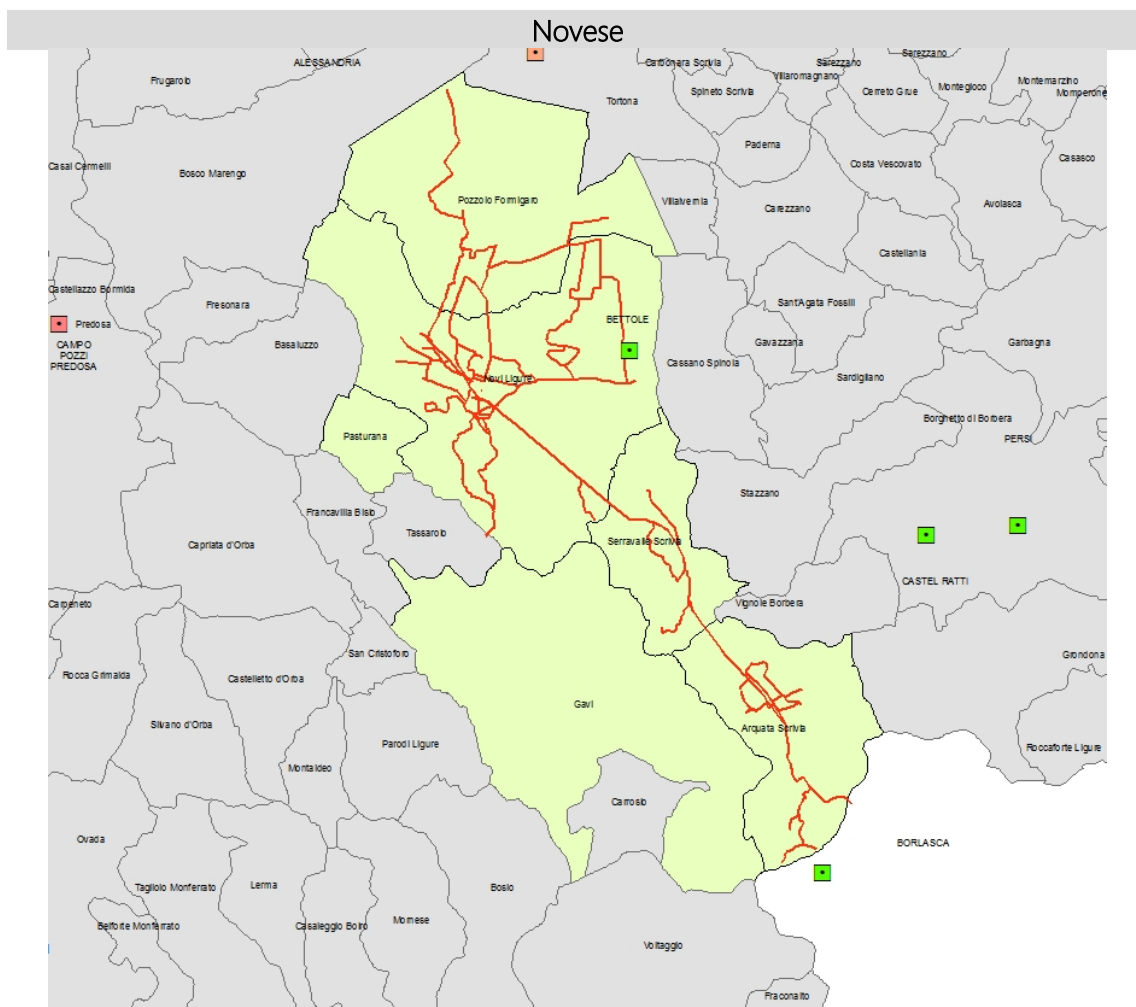 Novese
ALESSANDRIA
Frugarolo
Carbonara Scrivia
Sarezzano
Sarezzano
Villaromagnano
Spineto Scrivia
Cerreto Grue
Montegioco
Montemarzino
Momperone
Tortona
Paderna
Casal Cermelli
Bosco Marengo
Costa Vescovato
Casasco
Pozzolo Formigaro
Villalvernia
Carezzano
Avolasca
Castellania
Castellazzo Bormida
Fresonara
Sant'Agata Fossili
Predosa
BETTOLE
CAMPO
POZZI
PREDOSA
Basaluzzo
Gavazzana
Garbagna
Cassano Spinola
Novi Ligure
Sardigliano
Borghetto di Borbera
Pasturana
PERSI
Stazzano
Francavilla Bisio
Tassarolo
Serravalle Scrivia
Capriata d'Orba
CASTEL RATTI
Carpeneto
Vignole Borbera
San Cristoforo
Grondona
Rocca Grimalda
Castelletto d'Orba
Gavi
Silvano d'Orba
Arquata Scrivia
Parodi Ligure
Roccaforte Ligure
Montaldeo
Carrosio
Ovada
BORLASCA
Tagliolo Monferrato
Lerma
Bosio
Mornese
Belforte Monferrato
Casaleggio Boiro
Voltaggio
Fraconalto